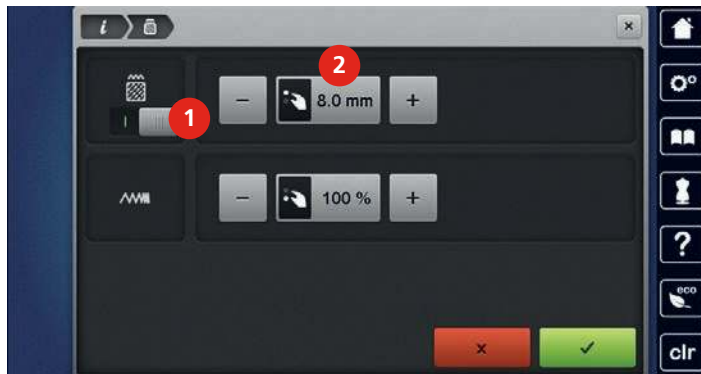 i
×
2
1
− 8.0 mm +
− 100 % +
?
eco
clr